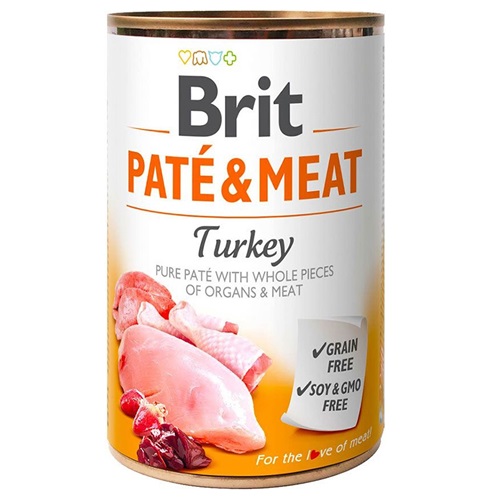 Brit
PATÉ & MEAT
Turkey
PURE PATÉ WITH WHOLE PIECES
OF ORGANS & MEAT
✓GRAIN
FREE
✓SOY & GMO
FREE
For the love of meat!